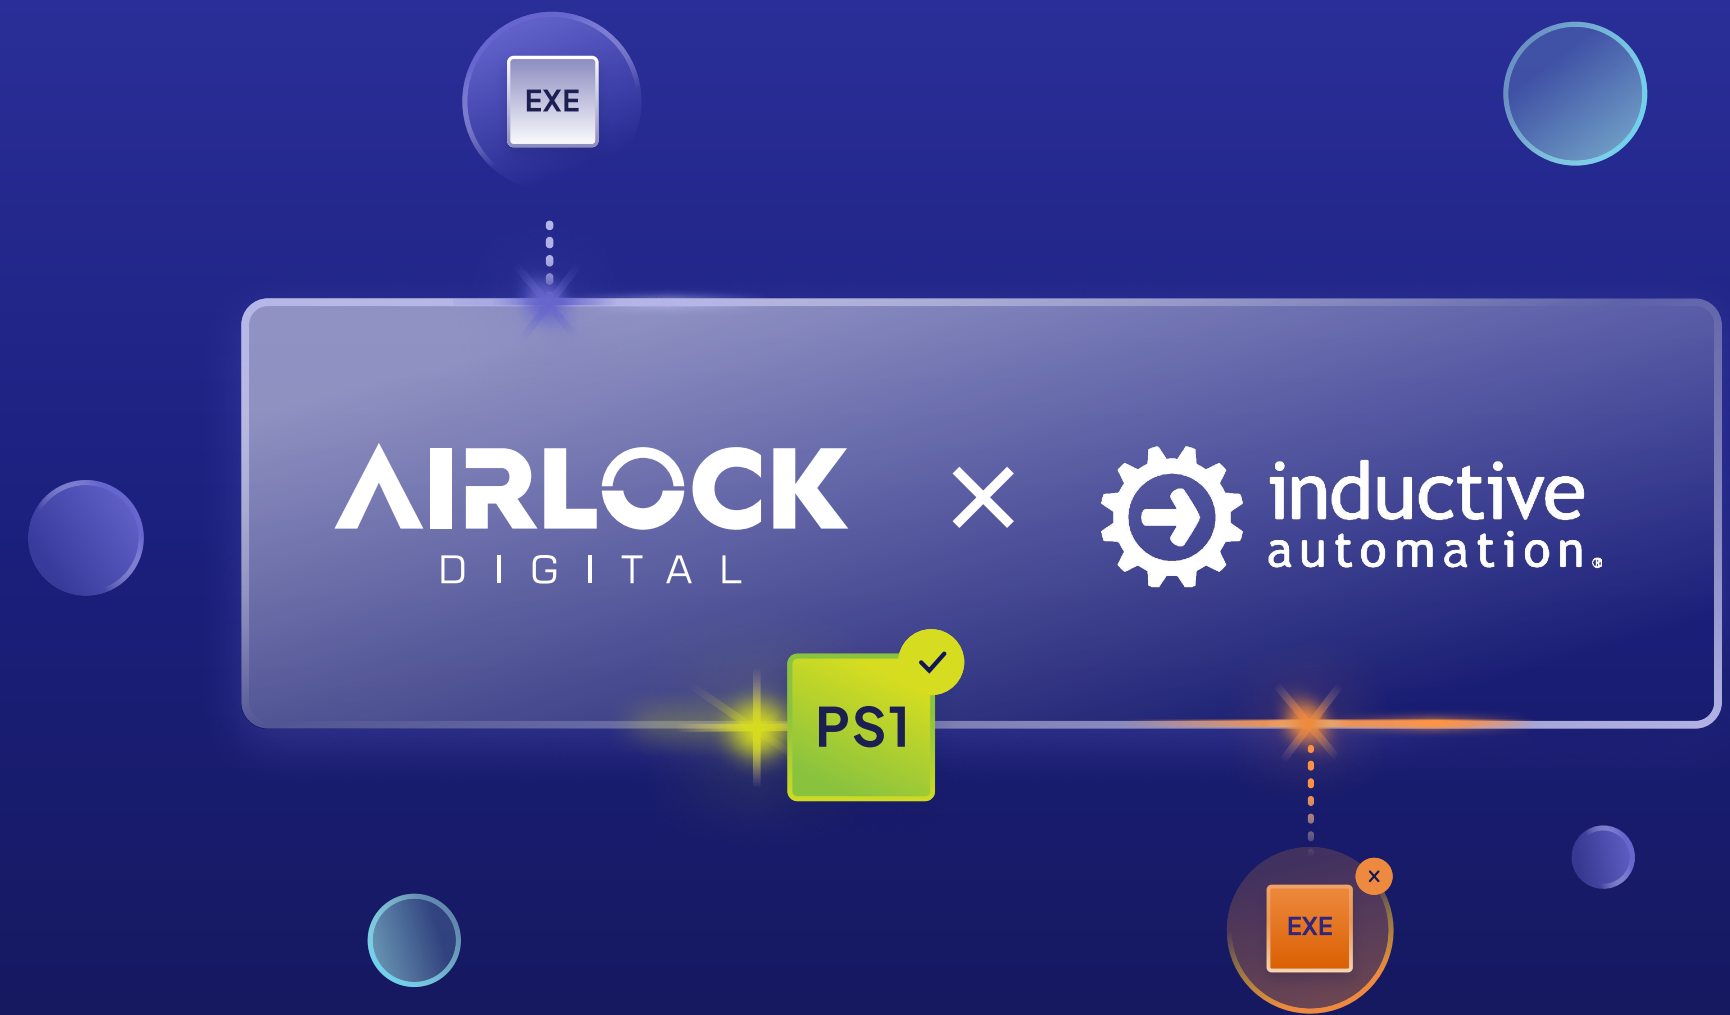 EXE
AIRLOCK
DIGITAL
×
inductive
automation®
PS1
EXE